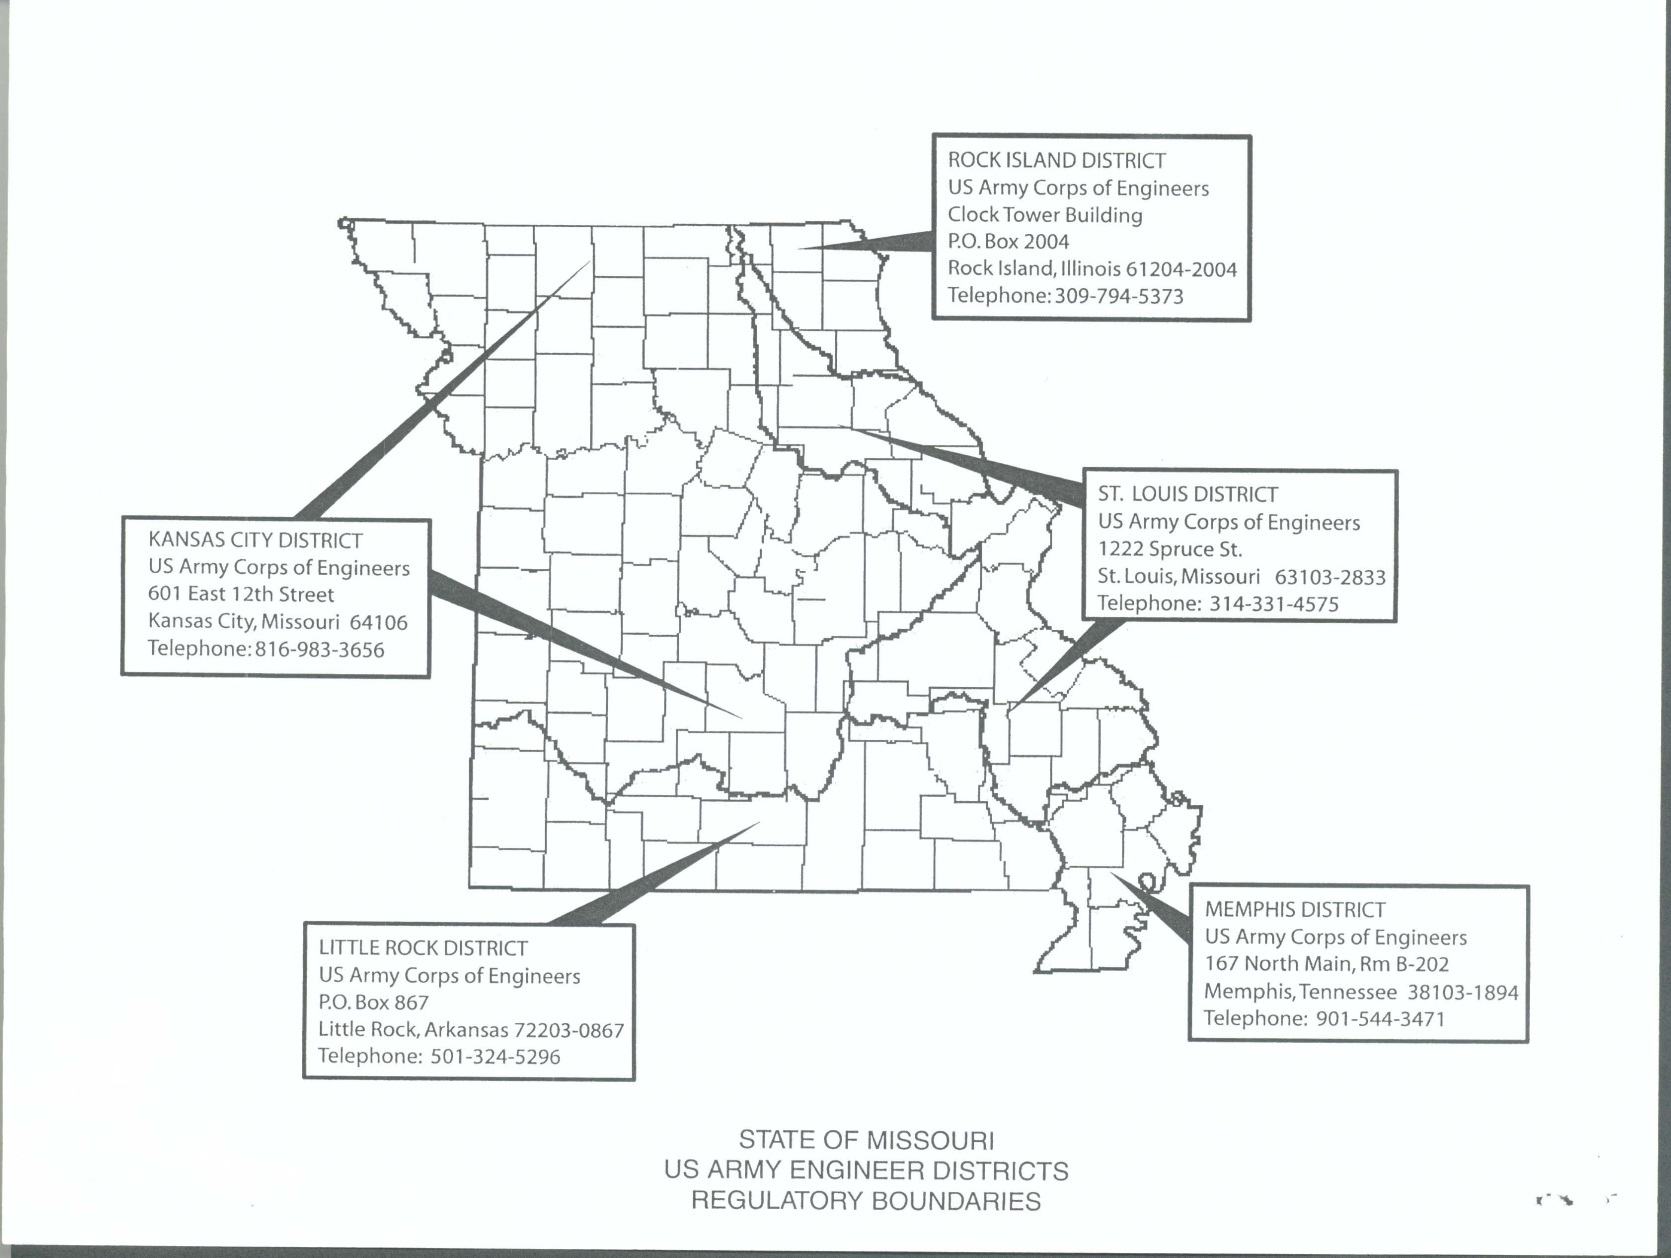 ROCK ISLAND DISTRICT
US Army Corps of Engineers
Clock Tower Building
P.O. Box 2004
Rock Island, Illinois 61204-2004
Telephone: 309-794-5373
ST. LOUIS DISTRICT
US Army Corps of Engineers
1222 Spruce St.
St. Louis, Missouri 63103-2833
Telephone: 314-331-4575
KANSAS CITY DISTRICT
US Army Corps of Engineers
601 East 12th Street
Kansas City, Missouri 64106
Telephone: 816-983-3656
MEMPHIS DISTRICT
US Army Corps of Engineers
167 North Main, Rm B-202
Memphis, Tennessee 38103-1894
Telephone: 901-544-3471
LITTLE ROCK DISTRICT
US Army Corps of Engineers
P.O. Box 867
Little Rock, Arkansas 72203-0867
Telephone: 501-324-5296
STATE OF MISSOURI
US ARMY ENGINEER DISTRICTS
REGULATORY BOUNDARIES